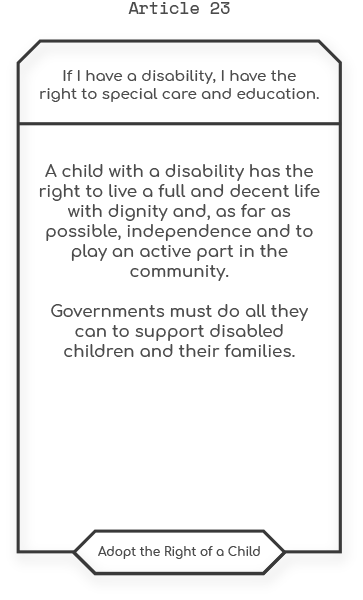 Article 23
If I have a disability, I have the
right to special care and education.
A child with a disability has the
right to live a full and decent life
with dignity and, as far as
possible, independence and to
play an active part in the
community.
Governments must do all they
can to support disabled
children and their families.
Adopt the Right of a Child